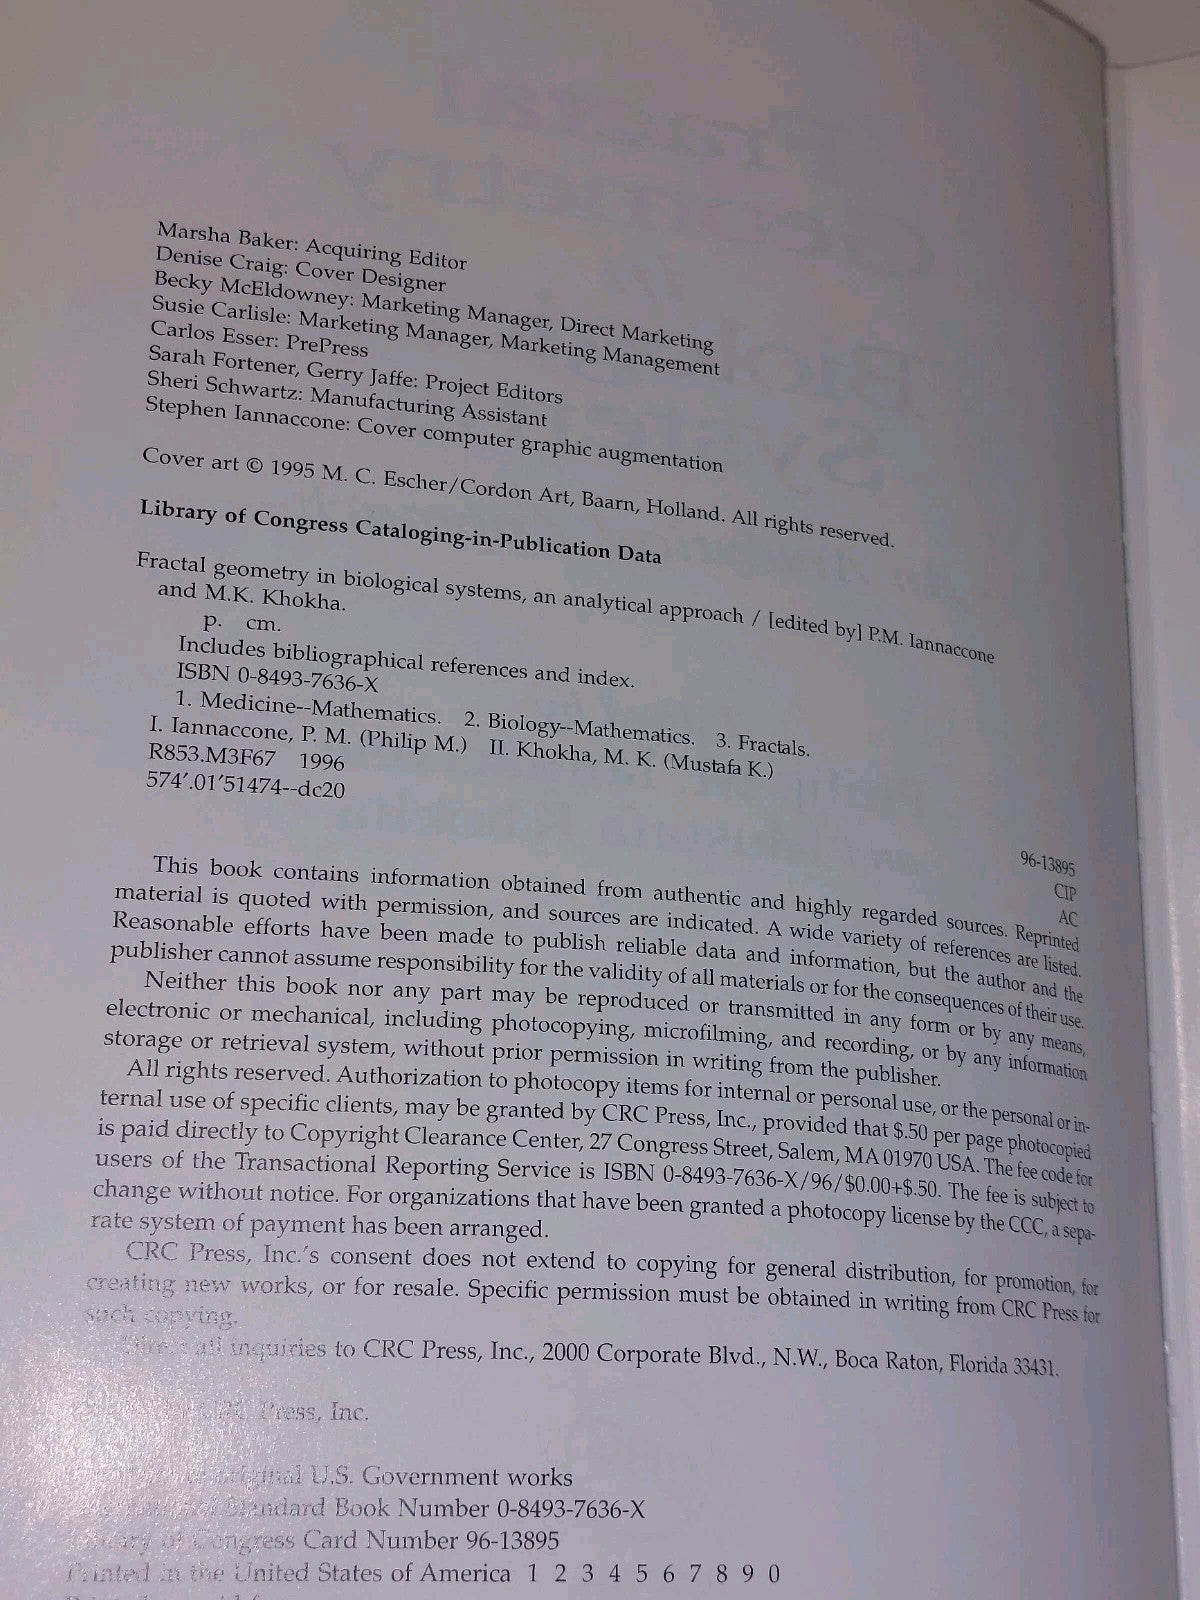 Marsha Baker: Acquiring Editor
Denise Craig: Cover Designer
Becky McEldowney: Marketing Manager, Direct Marketing
Susie Carlisle: Marketing Manager, Marketing Management
Carlos Esser: PrePress
Sarah Fortener, Gerry Jaffe: Project Editors
Sheri Schwartz: Manufacturing Assistant
Stephen Iannaccone: Cover computer graphic augmentation
Cover art © 1995 M. C. Escher/Cordon Art, Baarn, Holland. All rights reserved.
Library of Congress Cataloging-in-Publication Data
Fractal geometry in biological systems, an analytical approach / [edited by] P.M. Iannaccone
and M.K. Khokha.
p. cm.
Includes bibliographical references and index.
ISBN 0-8493-7636-X
1. Medicine--Mathematics. 2. Biology--Mathematics. 3. Fractals.
I. Iannaccone, P. M. (Philip M.) II. Khokha, M. K. (Mustafa K.)
R853.M3F67 1996
574′.01′51474--dc20
96-13895
CIP
AC
This book contains information obtained from authentic and highly regarded sources. Reprinted
material is quoted with permission, and sources are indicated. A wide variety of references are listed.
Reasonable efforts have been made to publish reliable data and information, but the author and the
publisher cannot assume responsibility for the validity of all materials or for the consequences of their use.
Neither this book nor any part may be reproduced or transmitted in any form or by any means,
electronic or mechanical, including photocopying, microfilming, and recording, or by any information
storage or retrieval system, without prior permission in writing from the publisher.
All rights reserved. Authorization to photocopy items for internal or personal use, or the personal or in-
ternal use of specific clients, may be granted by CRC Press, Inc., provided that $.50 per page photocopied
is paid directly to Copyright Clearance Center, 27 Congress Street, Salem, MA 01970 USA. The fee code for
users of the Transactional Reporting Service is ISBN 0-8493-7636-X/96/$0.00+$.50. The fee is subject to
change without notice. For organizations that have been granted a photocopy license by the CCC, a sepa-
rate system of payment has been arranged.
CRC Press, Inc.'s consent does not extend to copying for general distribution, for promotion, for
creating new works, or for resale. Specific permission must be obtained in writing from CRC Press for
such copying.
Direct all inquiries to CRC Press, Inc., 2000 Corporate Blvd., N.W., Boca Raton, Florida 33431.
Press, Inc.
original U.S. Government works
Standard Book Number 0-8493-7636-X
Library of Congress Card Number 96-13895
Printed in the United States of America 1 2 3 4 5 6 7 8 9 0